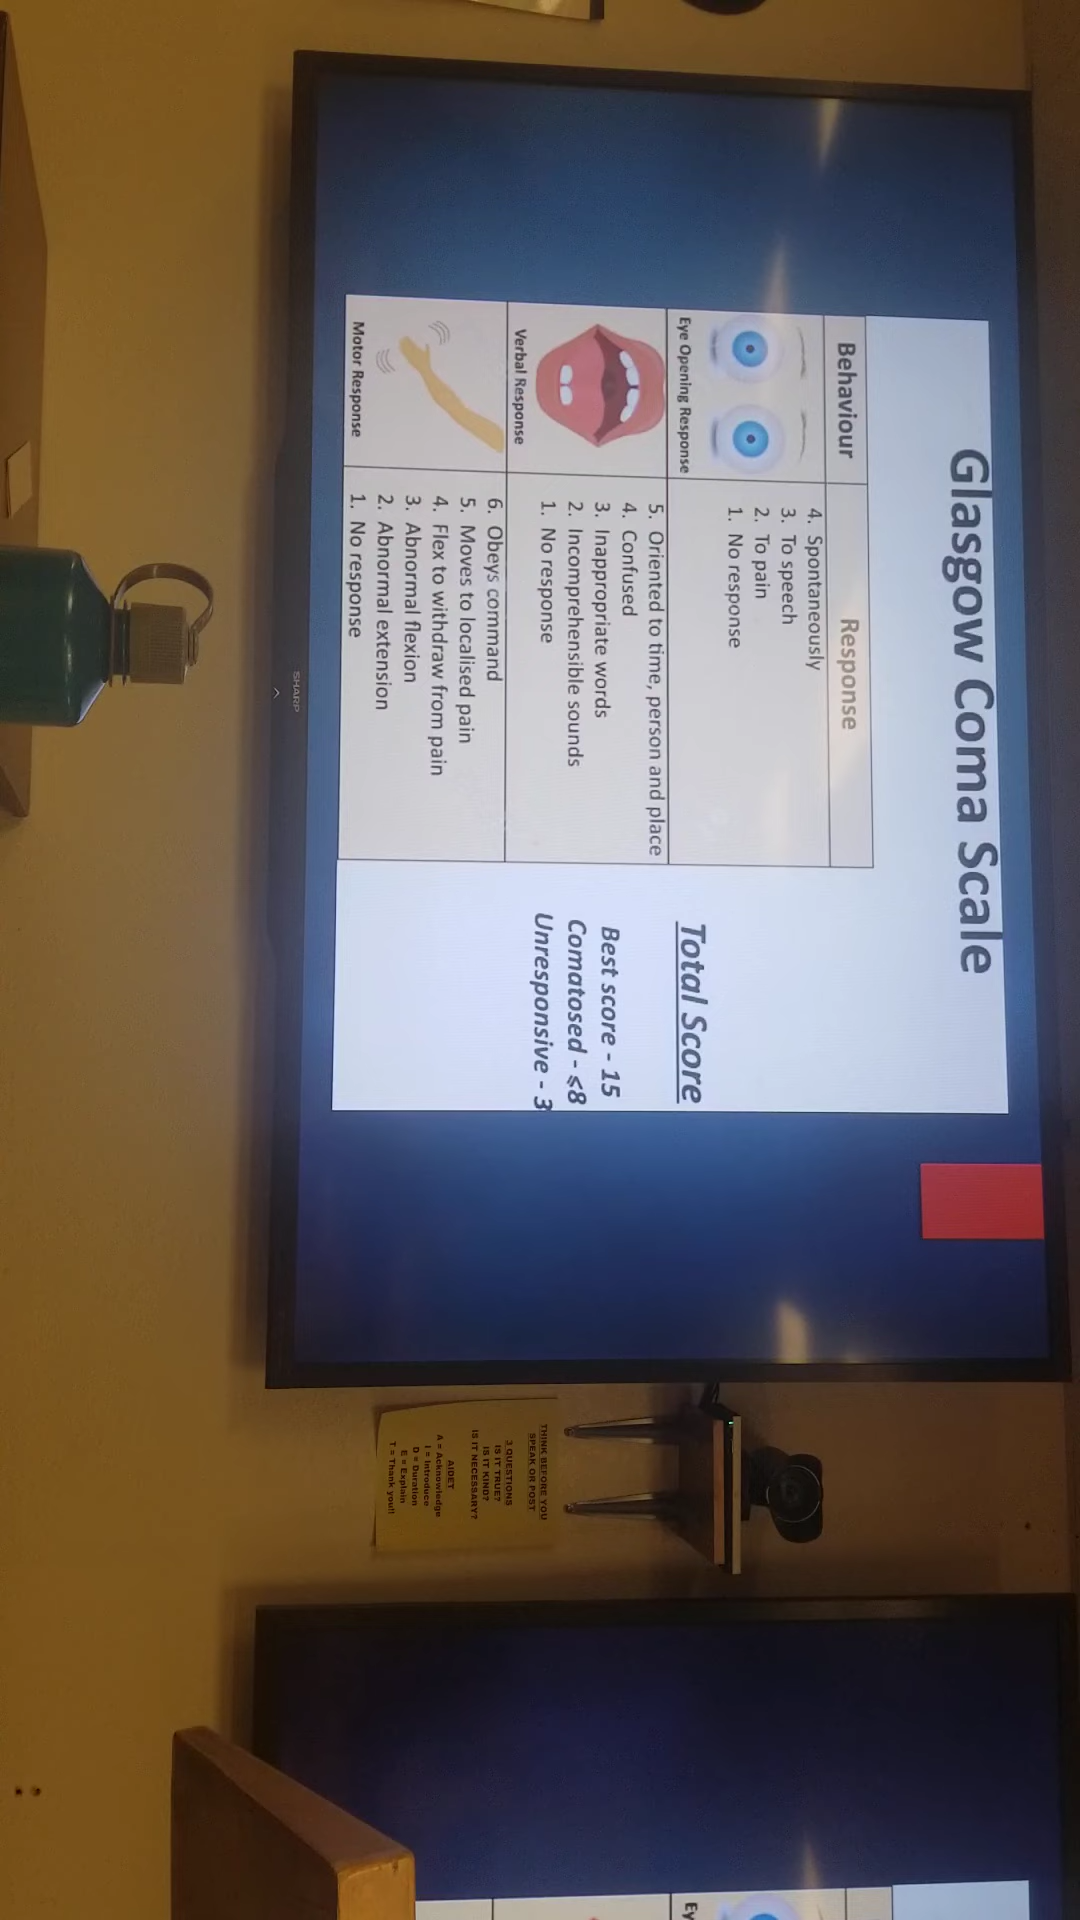 Glasgow Coma Scale
Behaviour
Response
Eye Opening Response
4. Spontaneously
3. To speech
2. To pain
1. No response
Verbal Response
5. Oriented to time, person and place
4. Confused
3. Inappropriate words
2. Incomprehensible sounds
1. No response
Motor Response
6. Obeys command
5. Moves to localised pain
4. Flex to withdraw from pain
3. Abnormal flexion
2. Abnormal extension
1. No response
Total Score
Best score - 15
Comatosed - ⩽8
Unresponsive - 3
SHARP
THINK BEFORE YOU
SPEAK OR POST
3 QUESTIONS
IS IT TRUE?
IS IT KIND?
IS IT NECESSARY?
AIDET
A = Acknowledge
I = Introduce
D = Duration
E = Explain
T = Thank you!!
Ey